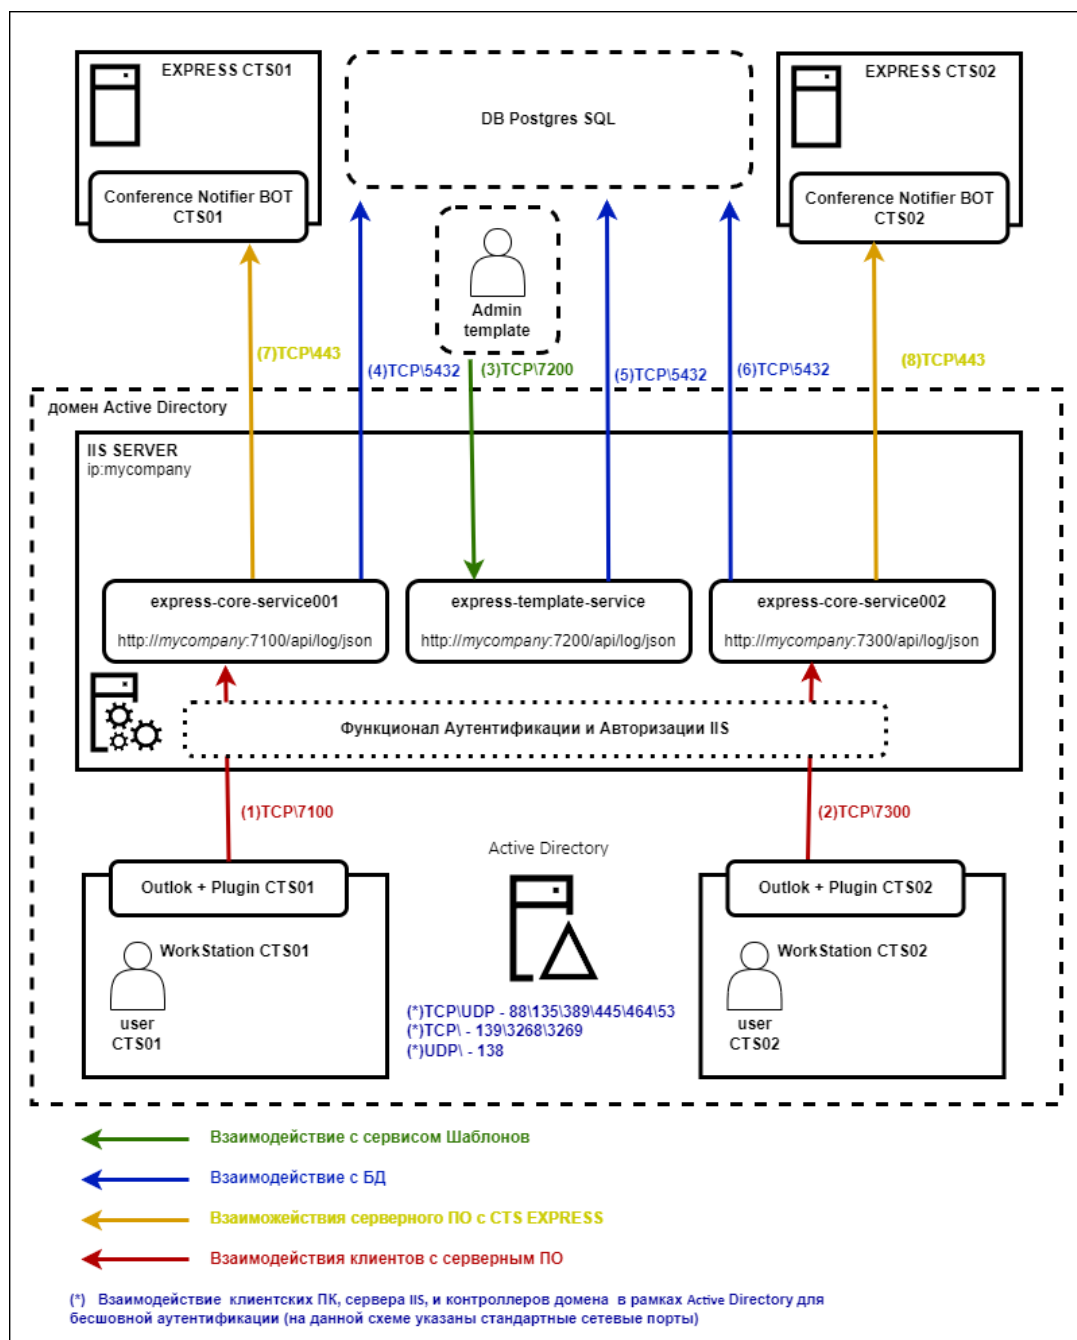 EXPRESS CTS01
DB Postgres SQL
EXPRESS CTS02
Conference Notifier BOT
CTS01
Conference Notifier BOT
CTS02
Admin
template
(7)TCP\443
(4)TCP\5432
(3)TCP\7200
(5)TCP\5432
(6)TCP\5432
(8)TCP\443
домен Active Directory
IIS SERVER
ip:mycompany
express-core-service001
http://mycompany:7100/api/log/json
express-template-service
http://mycompany:7200/api/log/json
express-core-service002
http://mycompany:7300/api/log/json
Функционал Аутентификации и Авторизации IIS
(1)TCP\7100
(2)TCP\7300
Active Directory
Outlok + Plugin CTS01
Outlok + Plugin CTS02
WorkStation CTS01
WorkStation CTS02
user
CTS01
user
CTS02
(*)TCP\UDP - 88\135\389\445\464\53
(*)TCP\ - 139\3268\3269
(*)UDP\ - 138
Взаимодействие с сервисом Шаблонов
Взаимодействие с БД
Взаиможействия серверного ПО с CTS EXPRESS
Взаимодействия клиентов с серверным ПО
(*) Взаимодействие клиентских ПК, сервера IIS, и контроллеров домена в рамках Active Directory для
бесшовной аутентификации (на данной схеме указаны стандартные сетевые порты)